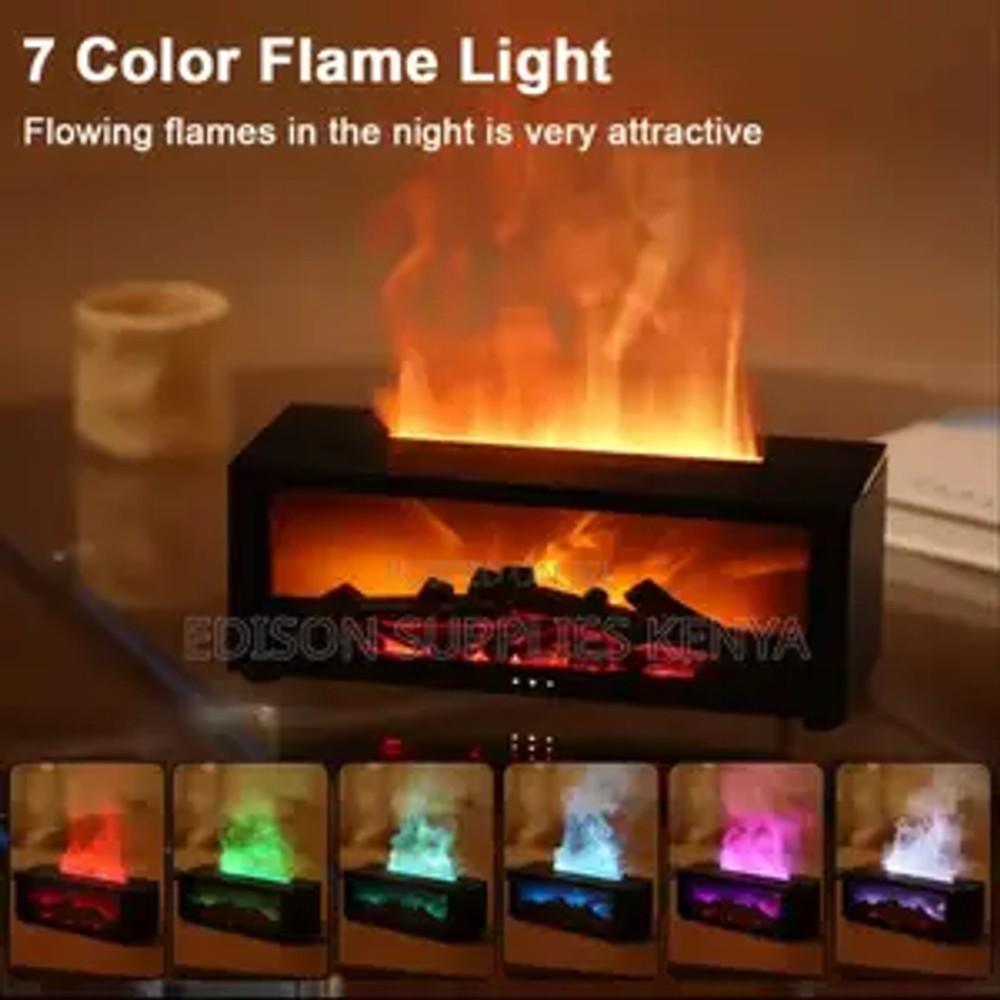 7 Color Flame Light
Flowing flames in the night is very attractive
EDISON SUPPLIES KENYA